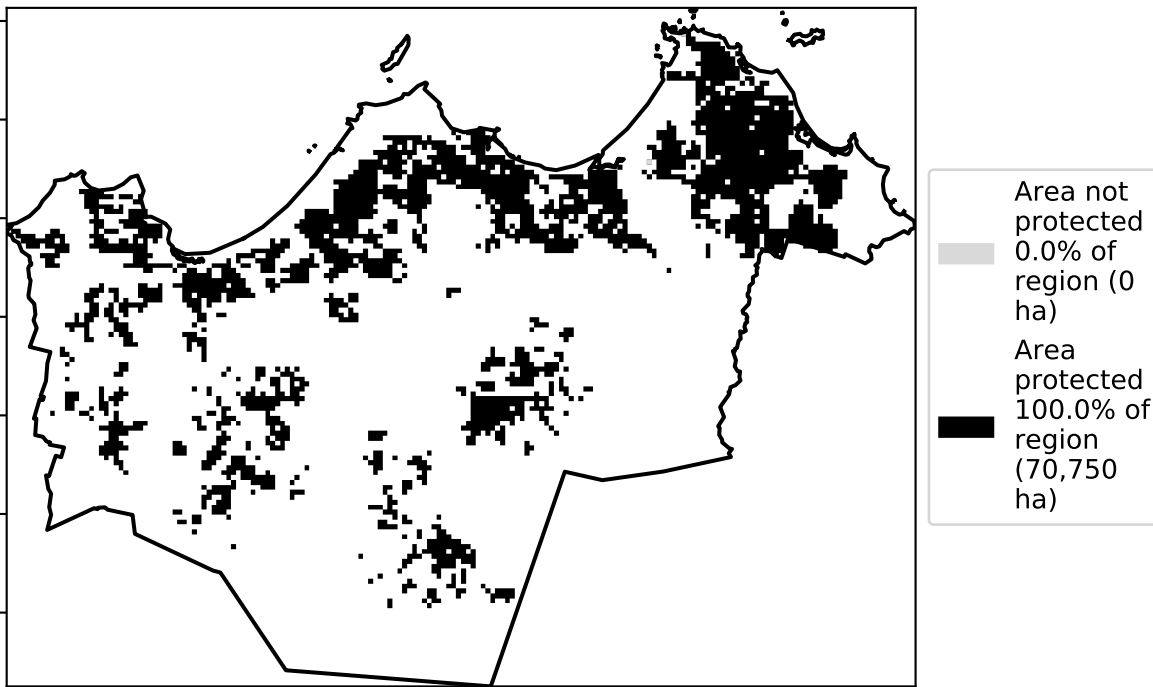 Area not
protected
0.0% of
region (0
ha)
Area
protected
100.0% of
region
(70,750
ha)